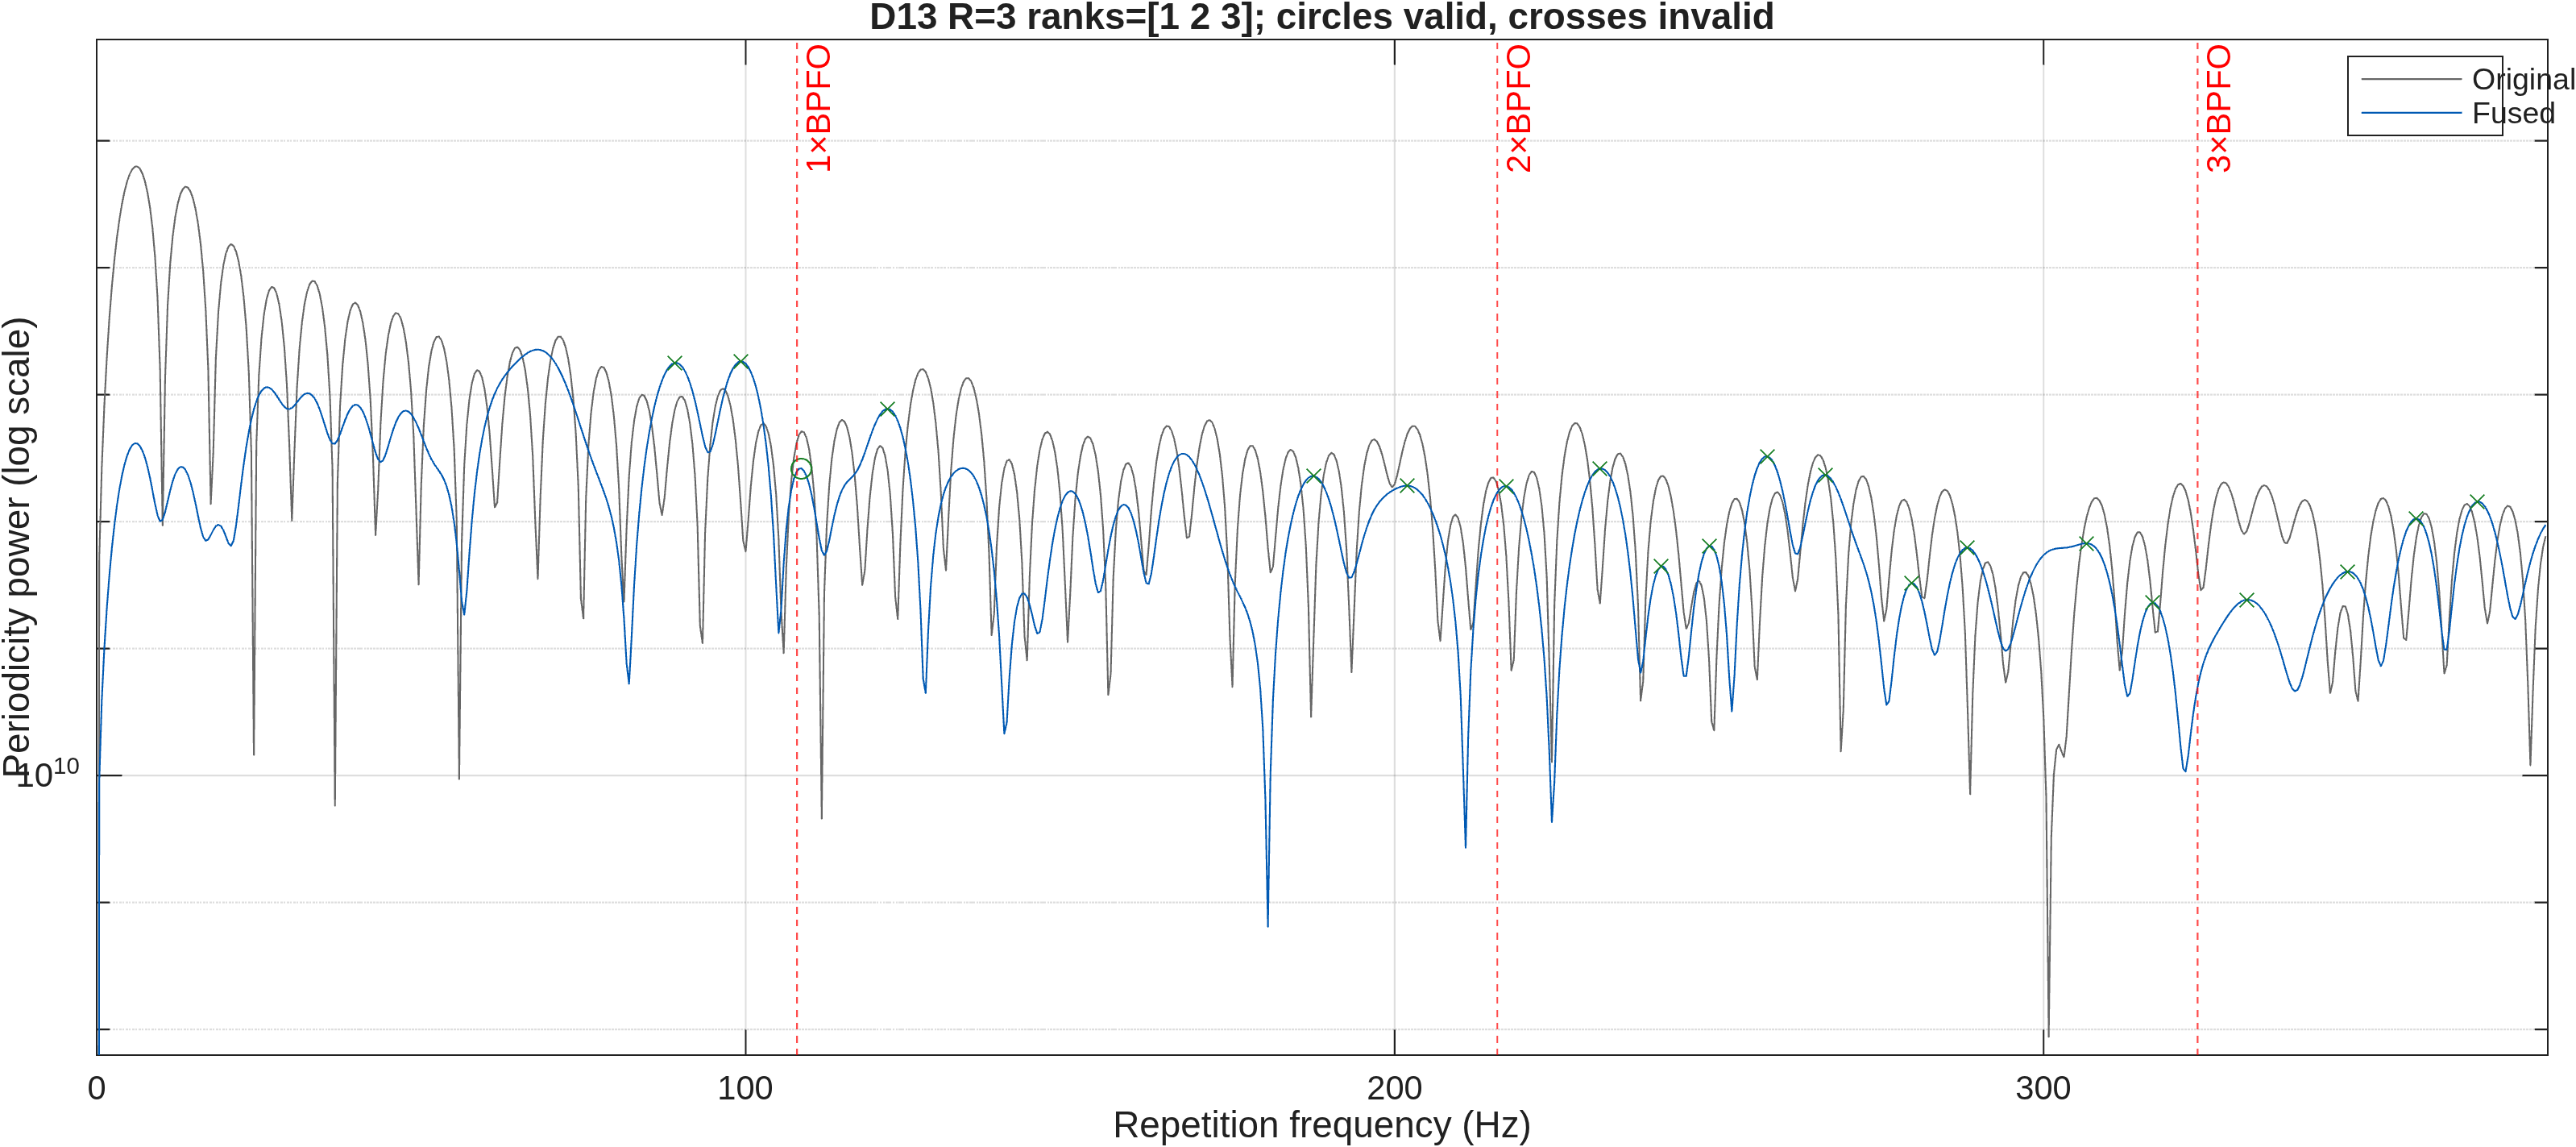 D13 R=3 ranks=[1 2 3]; circles valid, crosses invalid
1×BPFO
2×BPFO
3×BPFO
Original
Fused
Periodicity power (log scale)
10^10
0
100
200
300
Repetition frequency (Hz)